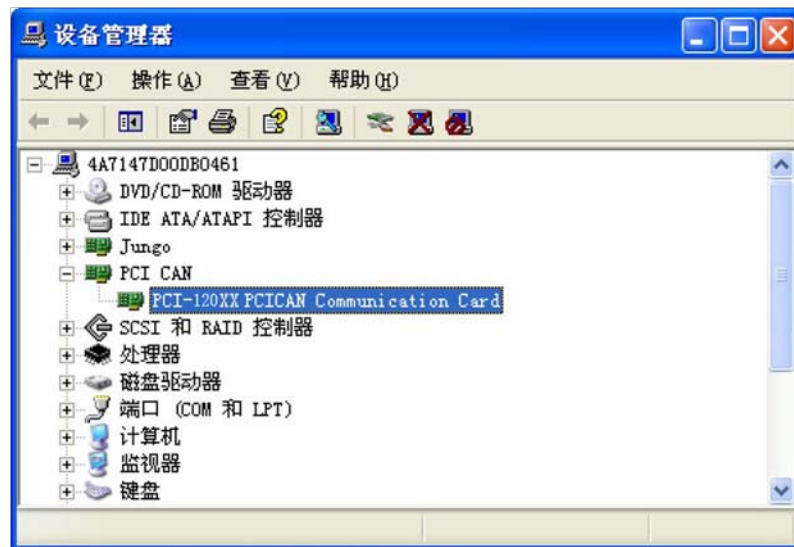 设备管理器
文件(F) 操作(A) 查看(V) 帮助(H)
4A7147D00DB0461
DVD/CD-ROM 驱动器
IDE ATA/ATAPI 控制器
Jungo
PCI CAN
PCI-120XX PCICAN Communication Card
SCSI 和 RAID 控制器
处理器
磁盘驱动器
端口 (COM 和 LPT)
计算机
监视器
键盘